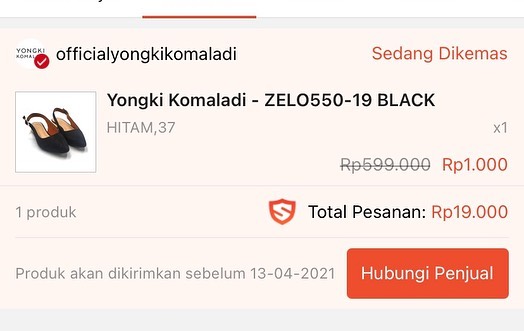 YONGKI
officialyongkikomaladi
Sedang Dikemas
Yongki Komaladi - ZELO550-19 BLACK
HITAM,37
x1
Rp599.000 Rp1.000
1 produk
Total Pesanan: Rp19.000
Produk akan dikirimkan sebelum 13-04-2021
Hubungi Penjual